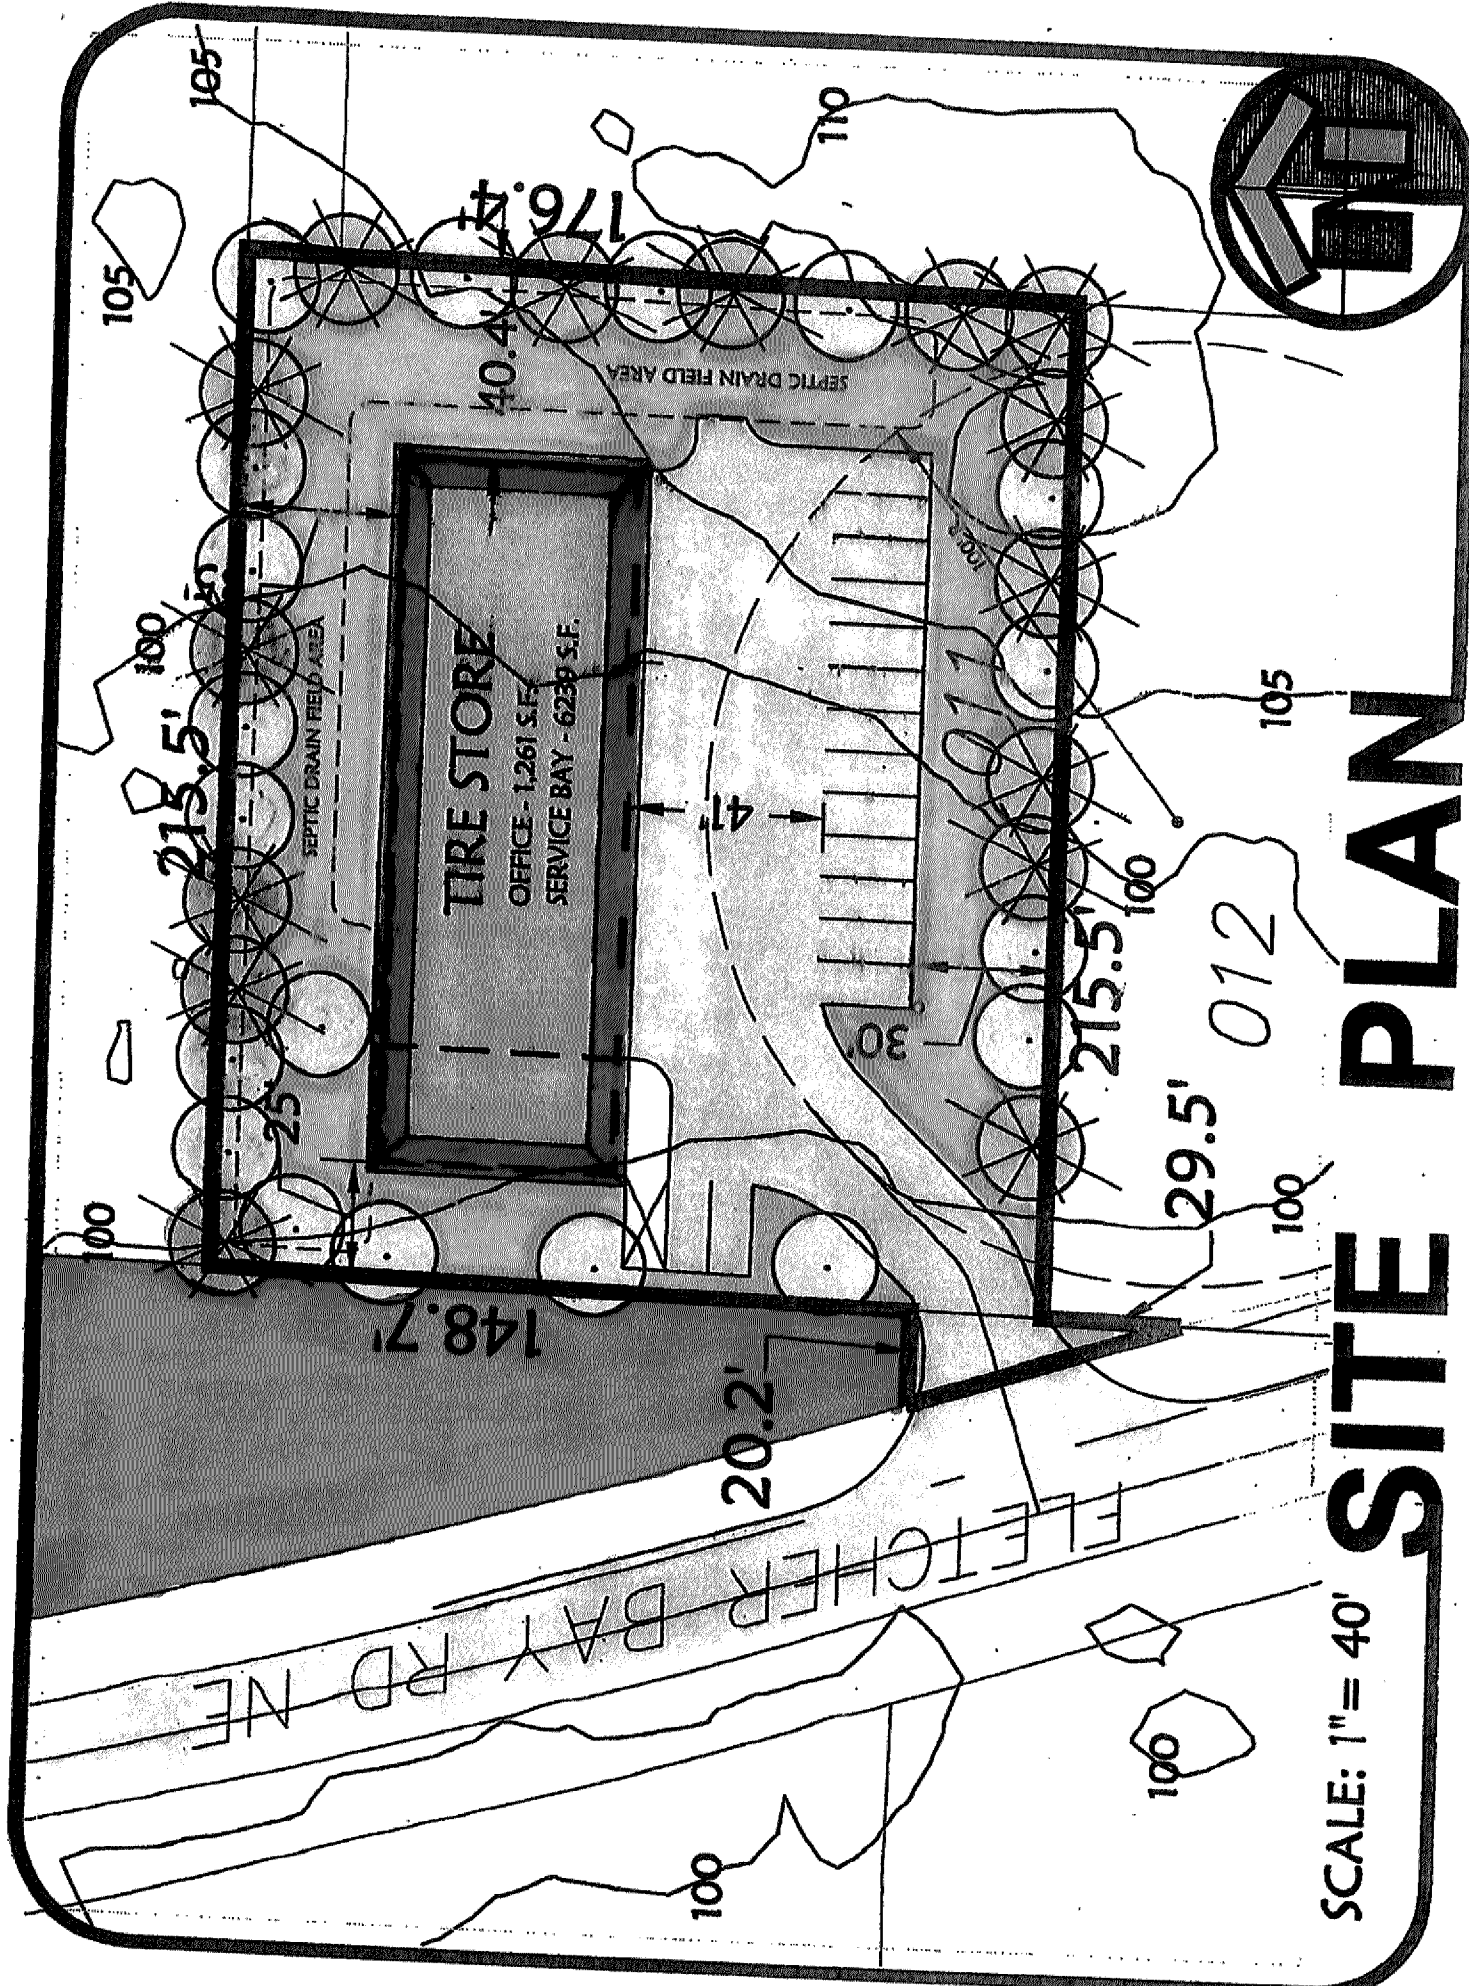 SITE PLAN
SCALE: 1"= 40'
TIRE STORE
OFFICE - 1,261 S.F.
SERVICE BAY - 6239 S.F.
SEPTIC DRAIN FIELD AREA
SEPTIC DRAIN FIELD AREA
FLETCHER BAY RD NE
215.5'
215.5'
176.4
148.7'
20.2'
29.5'
40.4'
41'
30'
25'
011
012
105
105
105
110
100
100
100
100
100
100
N